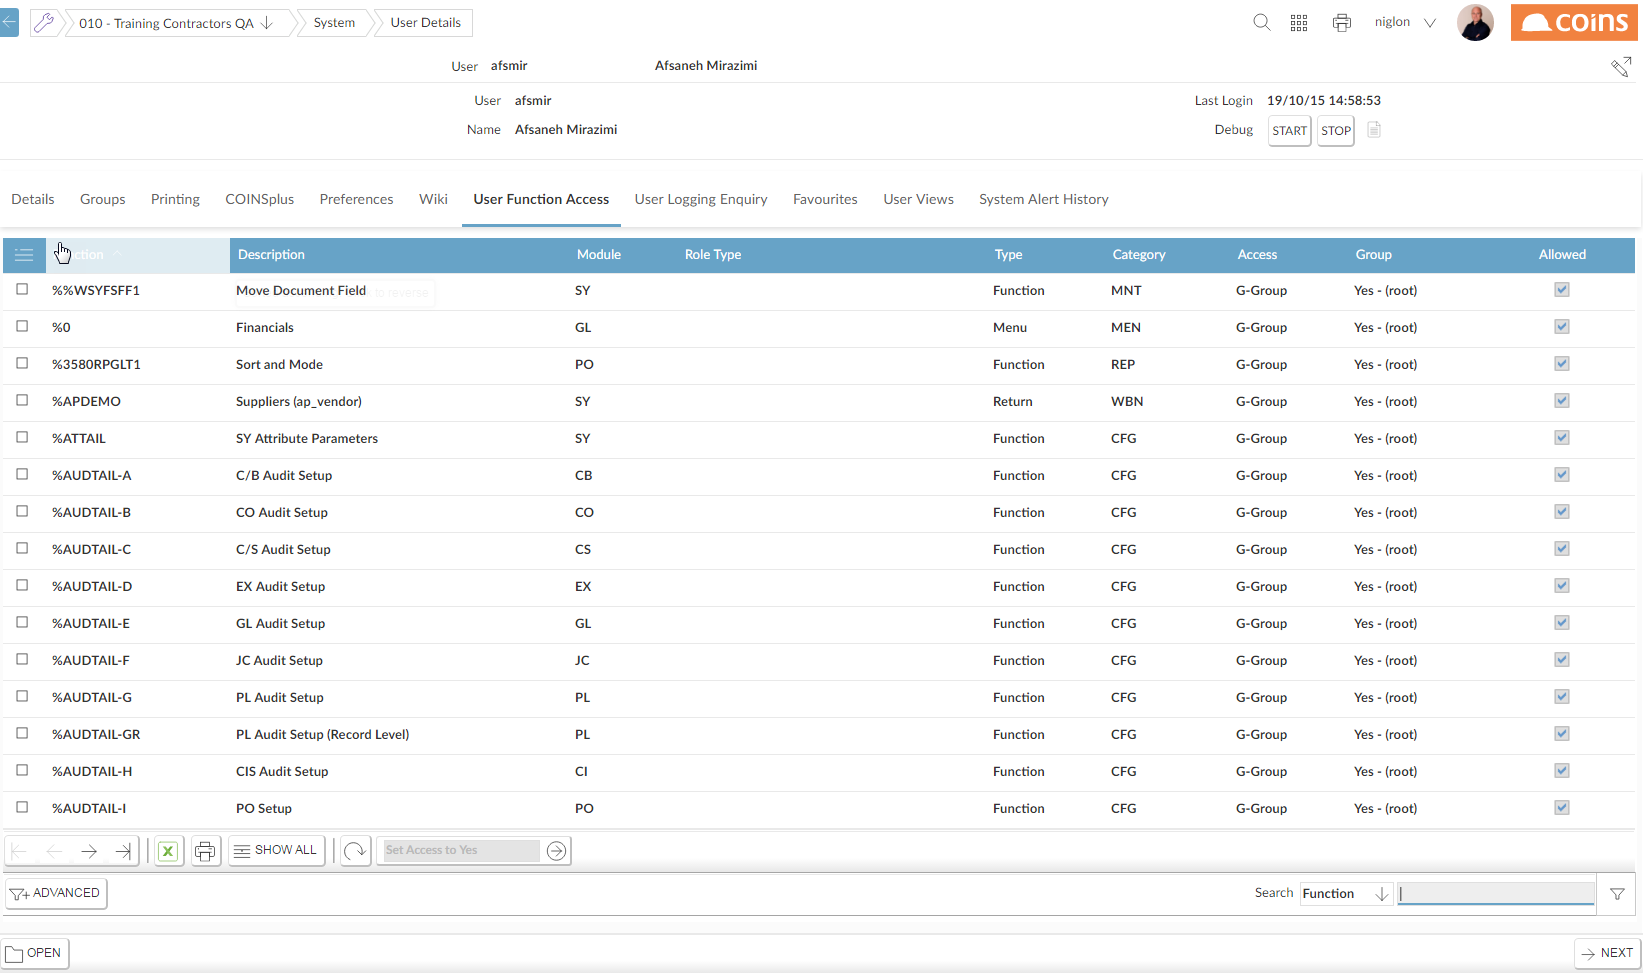 010 - Training Contractors QA System User Details niglon coins
User afsmir Afsaneh Mirazimi
User afsmir Last Login 19/10/15 14:58:53
Name Afsaneh Mirazimi Debug START STOP
Details Groups Printing COINSplus Preferences Wiki User Function Access User Logging Enquiry Favourites User Views System Alert History
Description Module Role Type Type Category Access Group Allowed
%%WSYFSFF1 Move Document Field to reverse SY Function MNT G-Group Yes - (root)
%0 Financials GL Menu MEN G-Group Yes - (root)
%3580RPGLT1 Sort and Mode PO Function REP G-Group Yes - (root)
%APDEMO Suppliers (ap_vendor) SY Return WBN G-Group Yes - (root)
%ATTAIL SY Attribute Parameters SY Function CFG G-Group Yes - (root)
%AUDTAIL-A C/B Audit Setup CB Function CFG G-Group Yes - (root)
%AUDTAIL-B CO Audit Setup CO Function CFG G-Group Yes - (root)
%AUDTAIL-C C/S Audit Setup CS Function CFG G-Group Yes - (root)
%AUDTAIL-D EX Audit Setup EX Function CFG G-Group Yes - (root)
%AUDTAIL-E GL Audit Setup GL Function CFG G-Group Yes - (root)
%AUDTAIL-F JC Audit Setup JC Function CFG G-Group Yes - (root)
%AUDTAIL-G PL Audit Setup PL Function CFG G-Group Yes - (root)
%AUDTAIL-GR PL Audit Setup (Record Level) PL Function CFG G-Group Yes - (root)
%AUDTAIL-H CIS Audit Setup CI Function CFG G-Group Yes - (root)
%AUDTAIL-I PO Setup PO Function CFG G-Group Yes - (root)
SHOW ALL Set Access to Yes
ADVANCED Search Function
OPEN NEXT